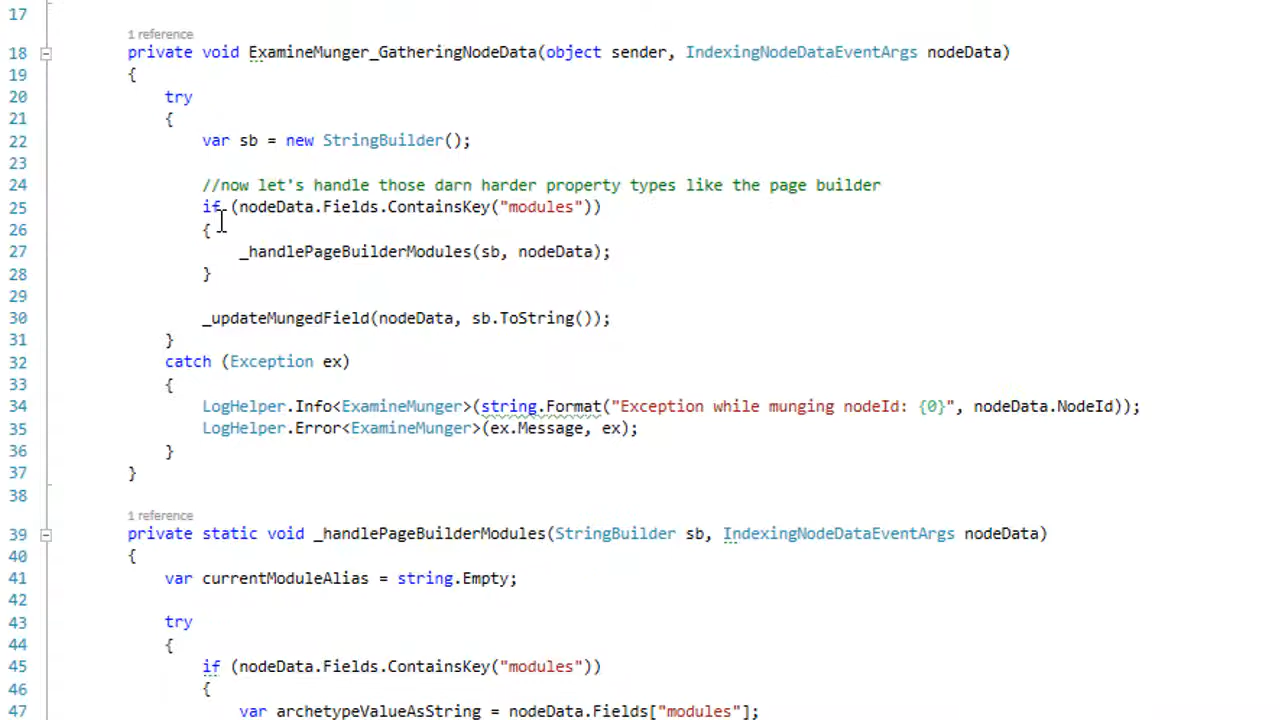 17
1 reference
18 private void ExamineMunger_GatheringNodeData(object sender, IndexingNodeDataEventArgs nodeData)
19 {
20 try
21 {
22 var sb = new StringBuilder();
23
24 //now let's handle those darn harder property types like the page builder
25 if (nodeData.Fields.ContainsKey("modules"))
26 {
27 _handlePageBuilderModules(sb, nodeData);
28 }
29
30 _updateMungedField(nodeData, sb.ToString());
31 }
32 catch (Exception ex)
33 {
34 LogHelper.Info<ExamineMunger>(string.Format("Exception while munging nodeId: {0}", nodeData.NodeId));
35 LogHelper.Error<ExamineMunger>(ex.Message, ex);
36 }
37 }
38
1 reference
39 private static void _handlePageBuilderModules(StringBuilder sb, IndexingNodeDataEventArgs nodeData)
40 {
41 var currentModuleAlias = string.Empty;
42
43 try
44 {
45 if (nodeData.Fields.ContainsKey("modules"))
46 {
47 var archetypeValueAsString = nodeData.Fields["modules"];